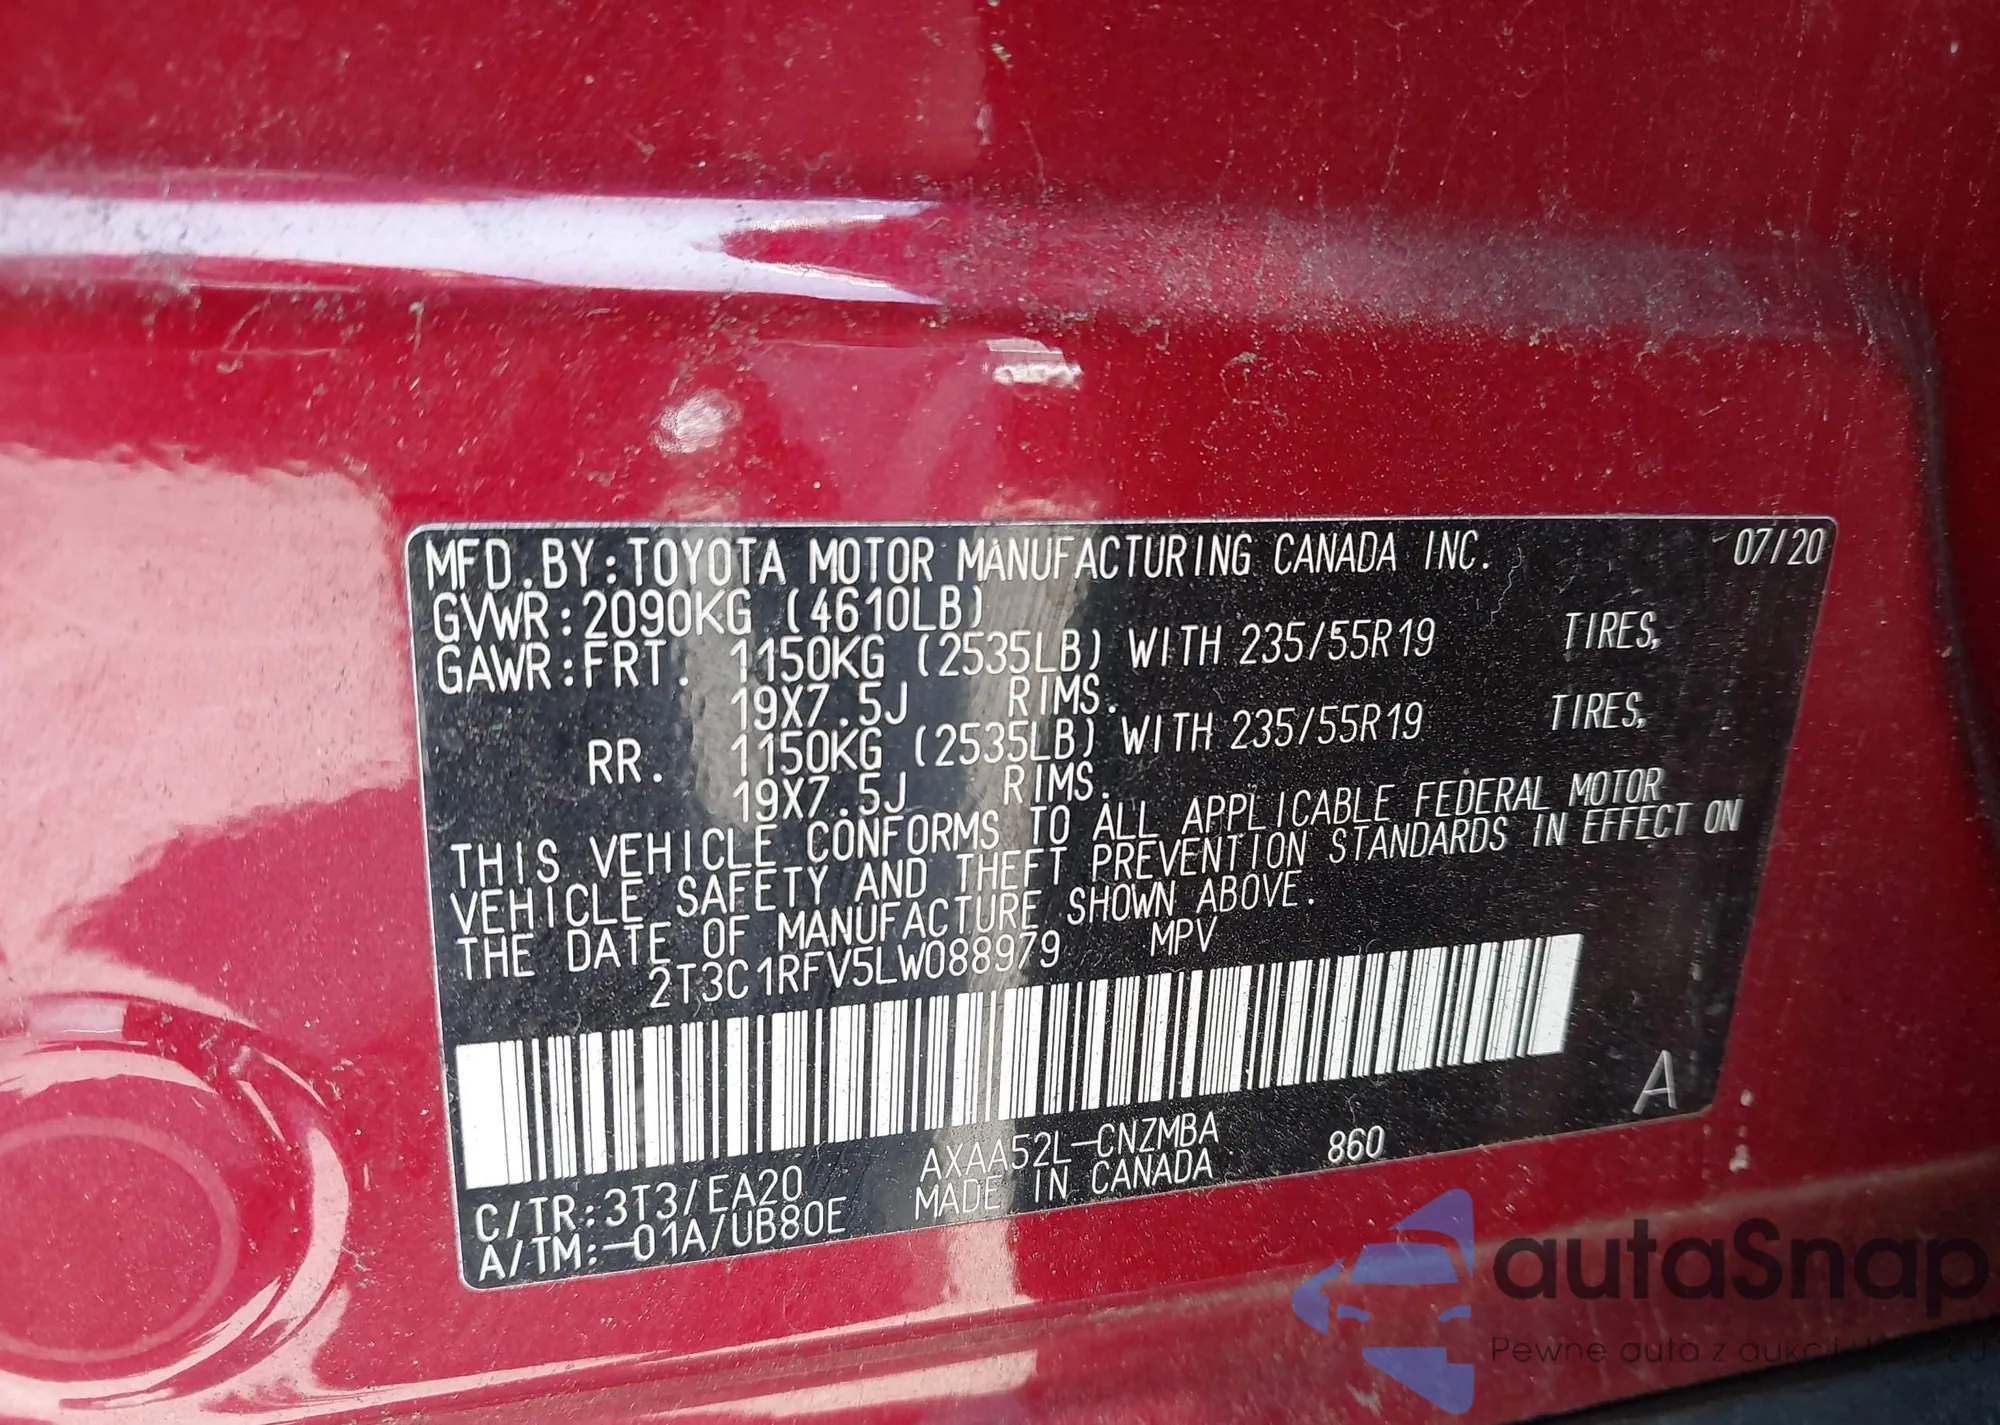 MFD.BY:TOYOTA MOTOR MANUFACTURING CANADA INC. 07/20
GVWR:2090KG (4610LB)
GAWR:FRT. 1150KG (2535LB) WITH 235/55R19 TIRES,
19X7.5J RIMS.
RR. 1150KG (2535LB) WITH 235/55R19 TIRES,
19X7.5J RIMS.
THIS VEHICLE CONFORMS TO ALL APPLICABLE FEDERAL MOTOR
VEHICLE SAFETY AND THEFT PREVENTION STANDARDS IN EFFECT ON
THE DATE OF MANUFACTURE SHOWN ABOVE.
2T3C1RFV5LW088979 MPV
A
AXAA52L-CNZMBA 860
C/TR:3T3/EA20 MADE IN CANADA
A/TM:-01A/UB80E
autaSnap
Pewne auta z aukcji